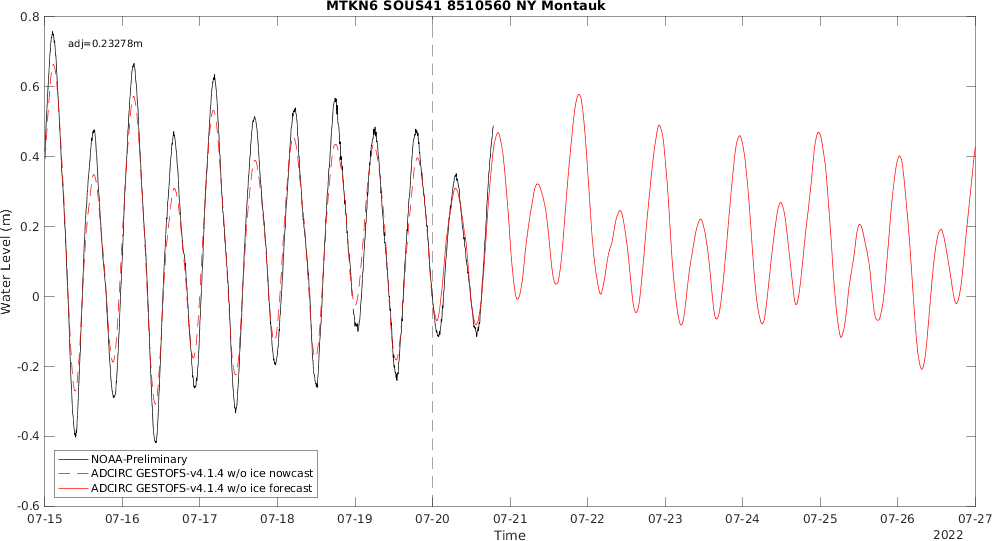 MTKN6 SOUS41 8510560 NY Montauk
adj=0.23278m
Water Level (m)
0.8
0.6
0.4
0.2
0
-0.2
-0.4
-0.6
NOAA-Preliminary
ADCIRC GESTOFS-v4.1.4 w/o ice nowcast
ADCIRC GESTOFS-v4.1.4 w/o ice forecast
07-15 07-16 07-17 07-18 07-19 07-20 07-21 07-22 07-23 07-24 07-25 07-26 07-27
Time
2022